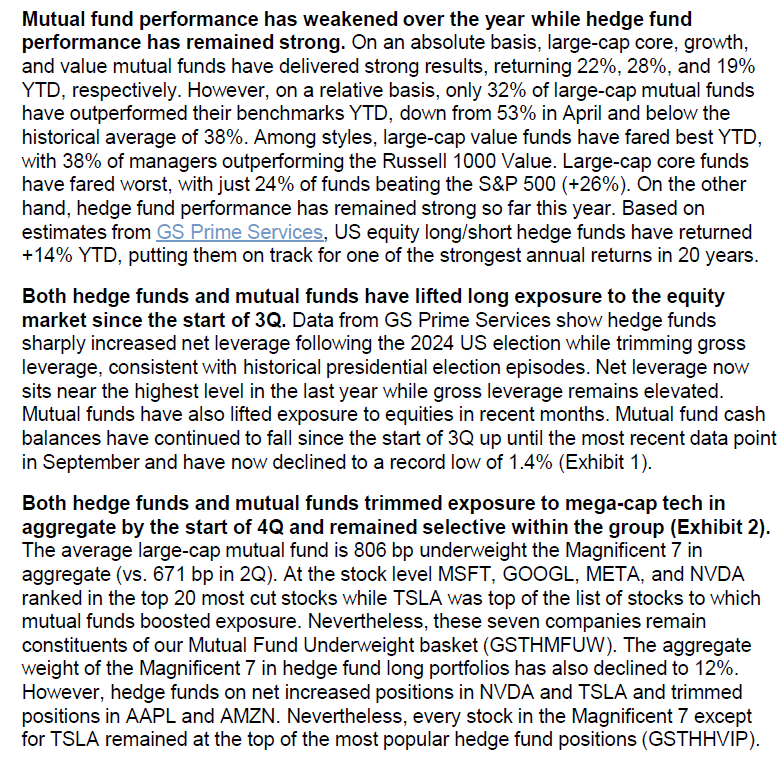 Mutual fund performance has weakened over the year while hedge fund
performance has remained strong. On an absolute basis, large-cap core, growth,
and value mutual funds have delivered strong results, returning 22%, 28%, and 19%
YTD, respectively. However, on a relative basis, only 32% of large-cap mutual funds
have outperformed their benchmarks YTD, down from 53% in April and below the
historical average of 38%. Among styles, large-cap value funds have fared best YTD,
with 38% of managers outperforming the Russell 1000 Value. Large-cap core funds
have fared worst, with just 24% of funds beating the S&P 500 (+26%). On the other
hand, hedge fund performance has remained strong so far this year. Based on
estimates from GS Prime Services, US equity long/short hedge funds have returned
+14% YTD, putting them on track for one of the strongest annual returns in 20 years.
Both hedge funds and mutual funds have lifted long exposure to the equity
market since the start of 3Q. Data from GS Prime Services show hedge funds
sharply increased net leverage following the 2024 US election while trimming gross
leverage, consistent with historical presidential election episodes. Net leverage now
sits near the highest level in the last year while gross leverage remains elevated.
Mutual funds have also lifted exposure to equities in recent months. Mutual fund cash
balances have continued to fall since the start of 3Q up until the most recent data point
in September and have now declined to a record low of 1.4% (Exhibit 1).
Both hedge funds and mutual funds trimmed exposure to mega-cap tech in
aggregate by the start of 4Q and remained selective within the group (Exhibit 2).
The average large-cap mutual fund is 806 bp underweight the Magnificent 7 in
aggregate (vs. 671 bp in 2Q). At the stock level MSFT, GOOGL, META, and NVDA
ranked in the top 20 most cut stocks while TSLA was top of the list of stocks to which
mutual funds boosted exposure. Nevertheless, these seven companies remain
constituents of our Mutual Fund Underweight basket (GSTHMFUW). The aggregate
weight of the Magnificent 7 in hedge fund long portfolios has also declined to 12%.
However, hedge funds on net increased positions in NVDA and TSLA and trimmed
positions in AAPL and AMZN. Nevertheless, every stock in the Magnificent 7 except
for TSLA remained at the top of the most popular hedge fund positions (GSTHHVIP).